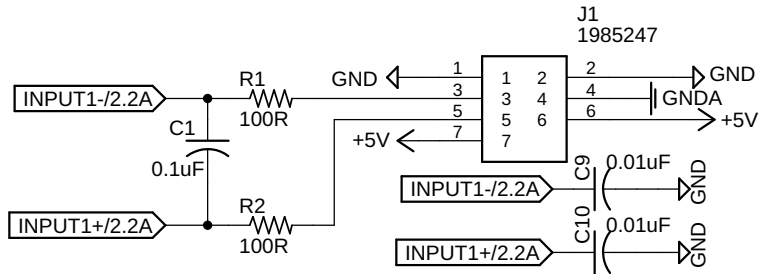 J1
1985247
GND
1
1 2
2
GND
INPUT1-/2.2A
R1
100R
3
3 4
4
GNDA
C1
0.1uF
5
5 6
6
+5V
+5V
7
7
INPUT1+/2.2A
R2
100R
INPUT1-/2.2A
C9
0.01uF
GND
INPUT1+/2.2A
C10
0.01uF
GND